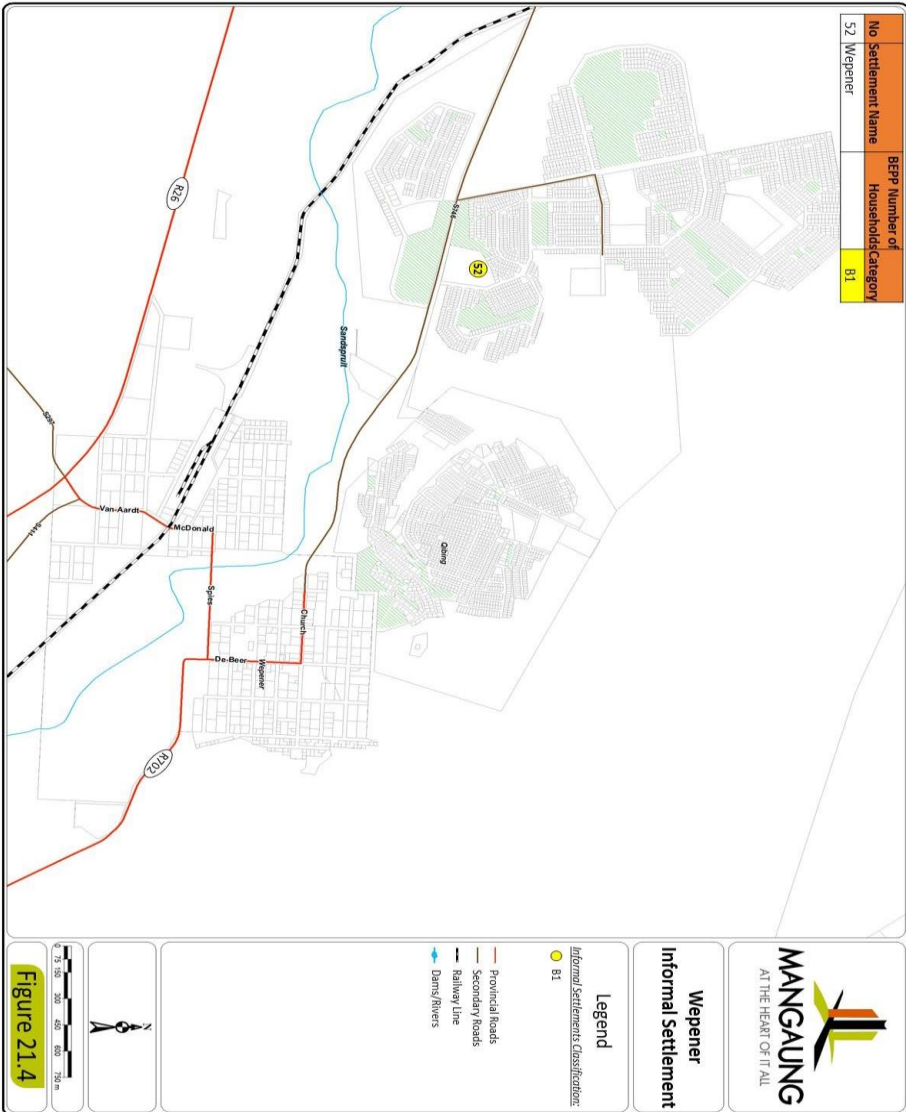 No Settlement Name BEPP Number of Households Category
52 Wepener B1
R26
S746
52
Sandspruit
Qibing
Van-Aardt
McDonald
Spies
Church
De-Beer
Wepener
R702
MANGAUNG
AT THE HEART OF IT ALL
Wepener
Informal Settlement
Legend
Informal Settlements Classification:
B1
Provincial Roads
Secondary Roads
Railway Line
Dams/Rivers
N
0 75 150 300 450 600 750 m
Figure 21.4